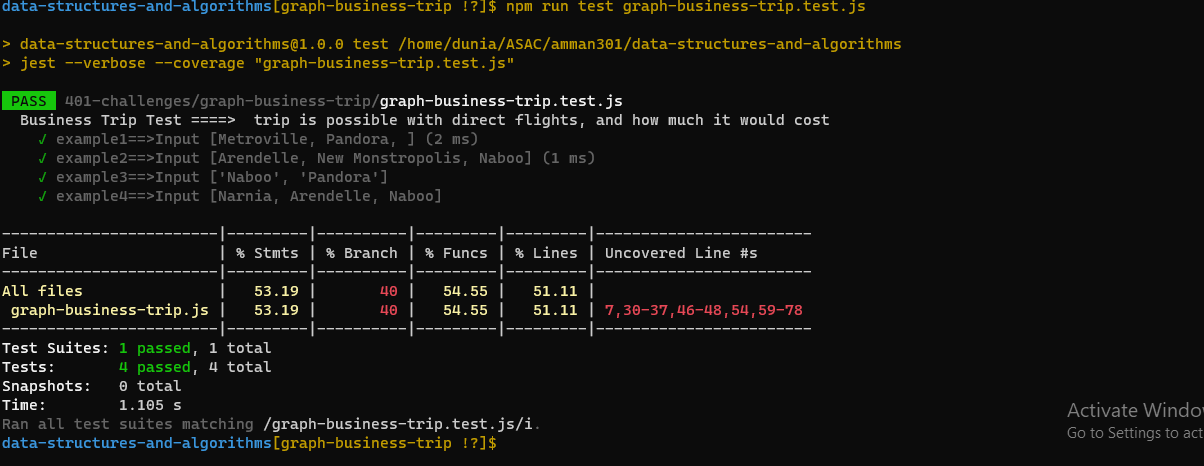 data-structures-and-algorithms[graph-business-trip !?]$ npm run test graph-business-trip.test.js
> data-structures-and-algorithms@1.0.0 test /home/dunia/ASAC/amman301/data-structures-and-algorithms
> jest --verbose --coverage "graph-business-trip.test.js"
PASS 401-challenges/graph-business-trip/graph-business-trip.test.js
Business Trip Test ====> trip is possible with direct flights, and how much it would cost
✓ example1==>Input [Metroville, Pandora, ] (2 ms)
✓ example2==>Input [Arendelle, New Monstropolis, Naboo] (1 ms)
✓ example3==>Input ['Naboo', 'Pandora']
✓ example4==>Input [Narnia, Arendelle, Naboo]
------------------------|---------|----------|---------|---------|------------------------
File                    | % Stmts | % Branch | % Funcs | % Lines | Uncovered Line #s
------------------------|---------|----------|---------|---------|------------------------
All files               |   53.19 |       40 |   54.55 |   51.11 |
graph-business-trip.js |   53.19 |       40 |   54.55 |   51.11 | 7,30-37,46-48,54,59-78
------------------------|---------|----------|---------|---------|------------------------
Test Suites: 1 passed, 1 total
Tests:       4 passed, 4 total
Snapshots:   0 total
Time:        1.105 s
Ran all test suites matching /graph-business-trip.test.js/i.
data-structures-and-algorithms[graph-business-trip !?]$
Activate Windo
Go to Settings to act